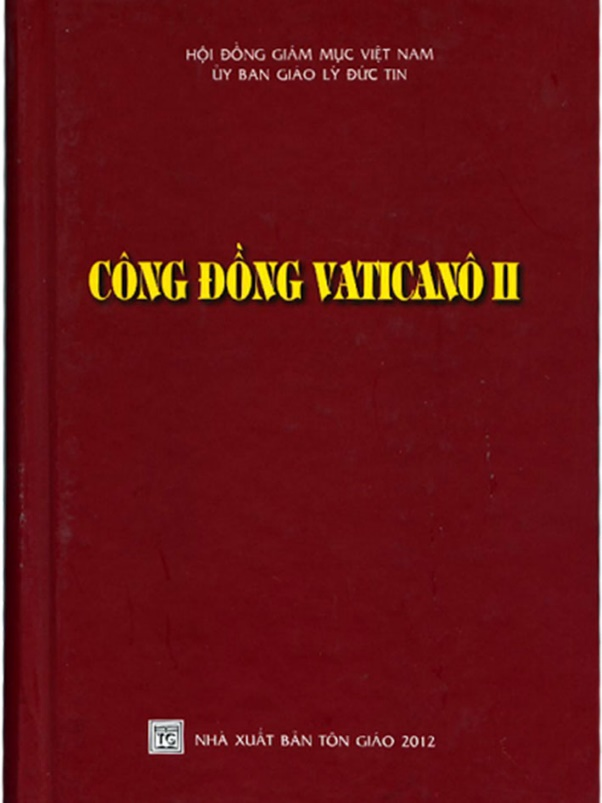 HỘI ĐỒNG GIÁM MỤC VIỆT NAM
ỦY BAN GIÁO LÝ ĐỨC TIN
CÔNG ĐỒNG VATICANÔ II
TG
NHÀ XUẤT BẢN TÔN GIÁO 2012